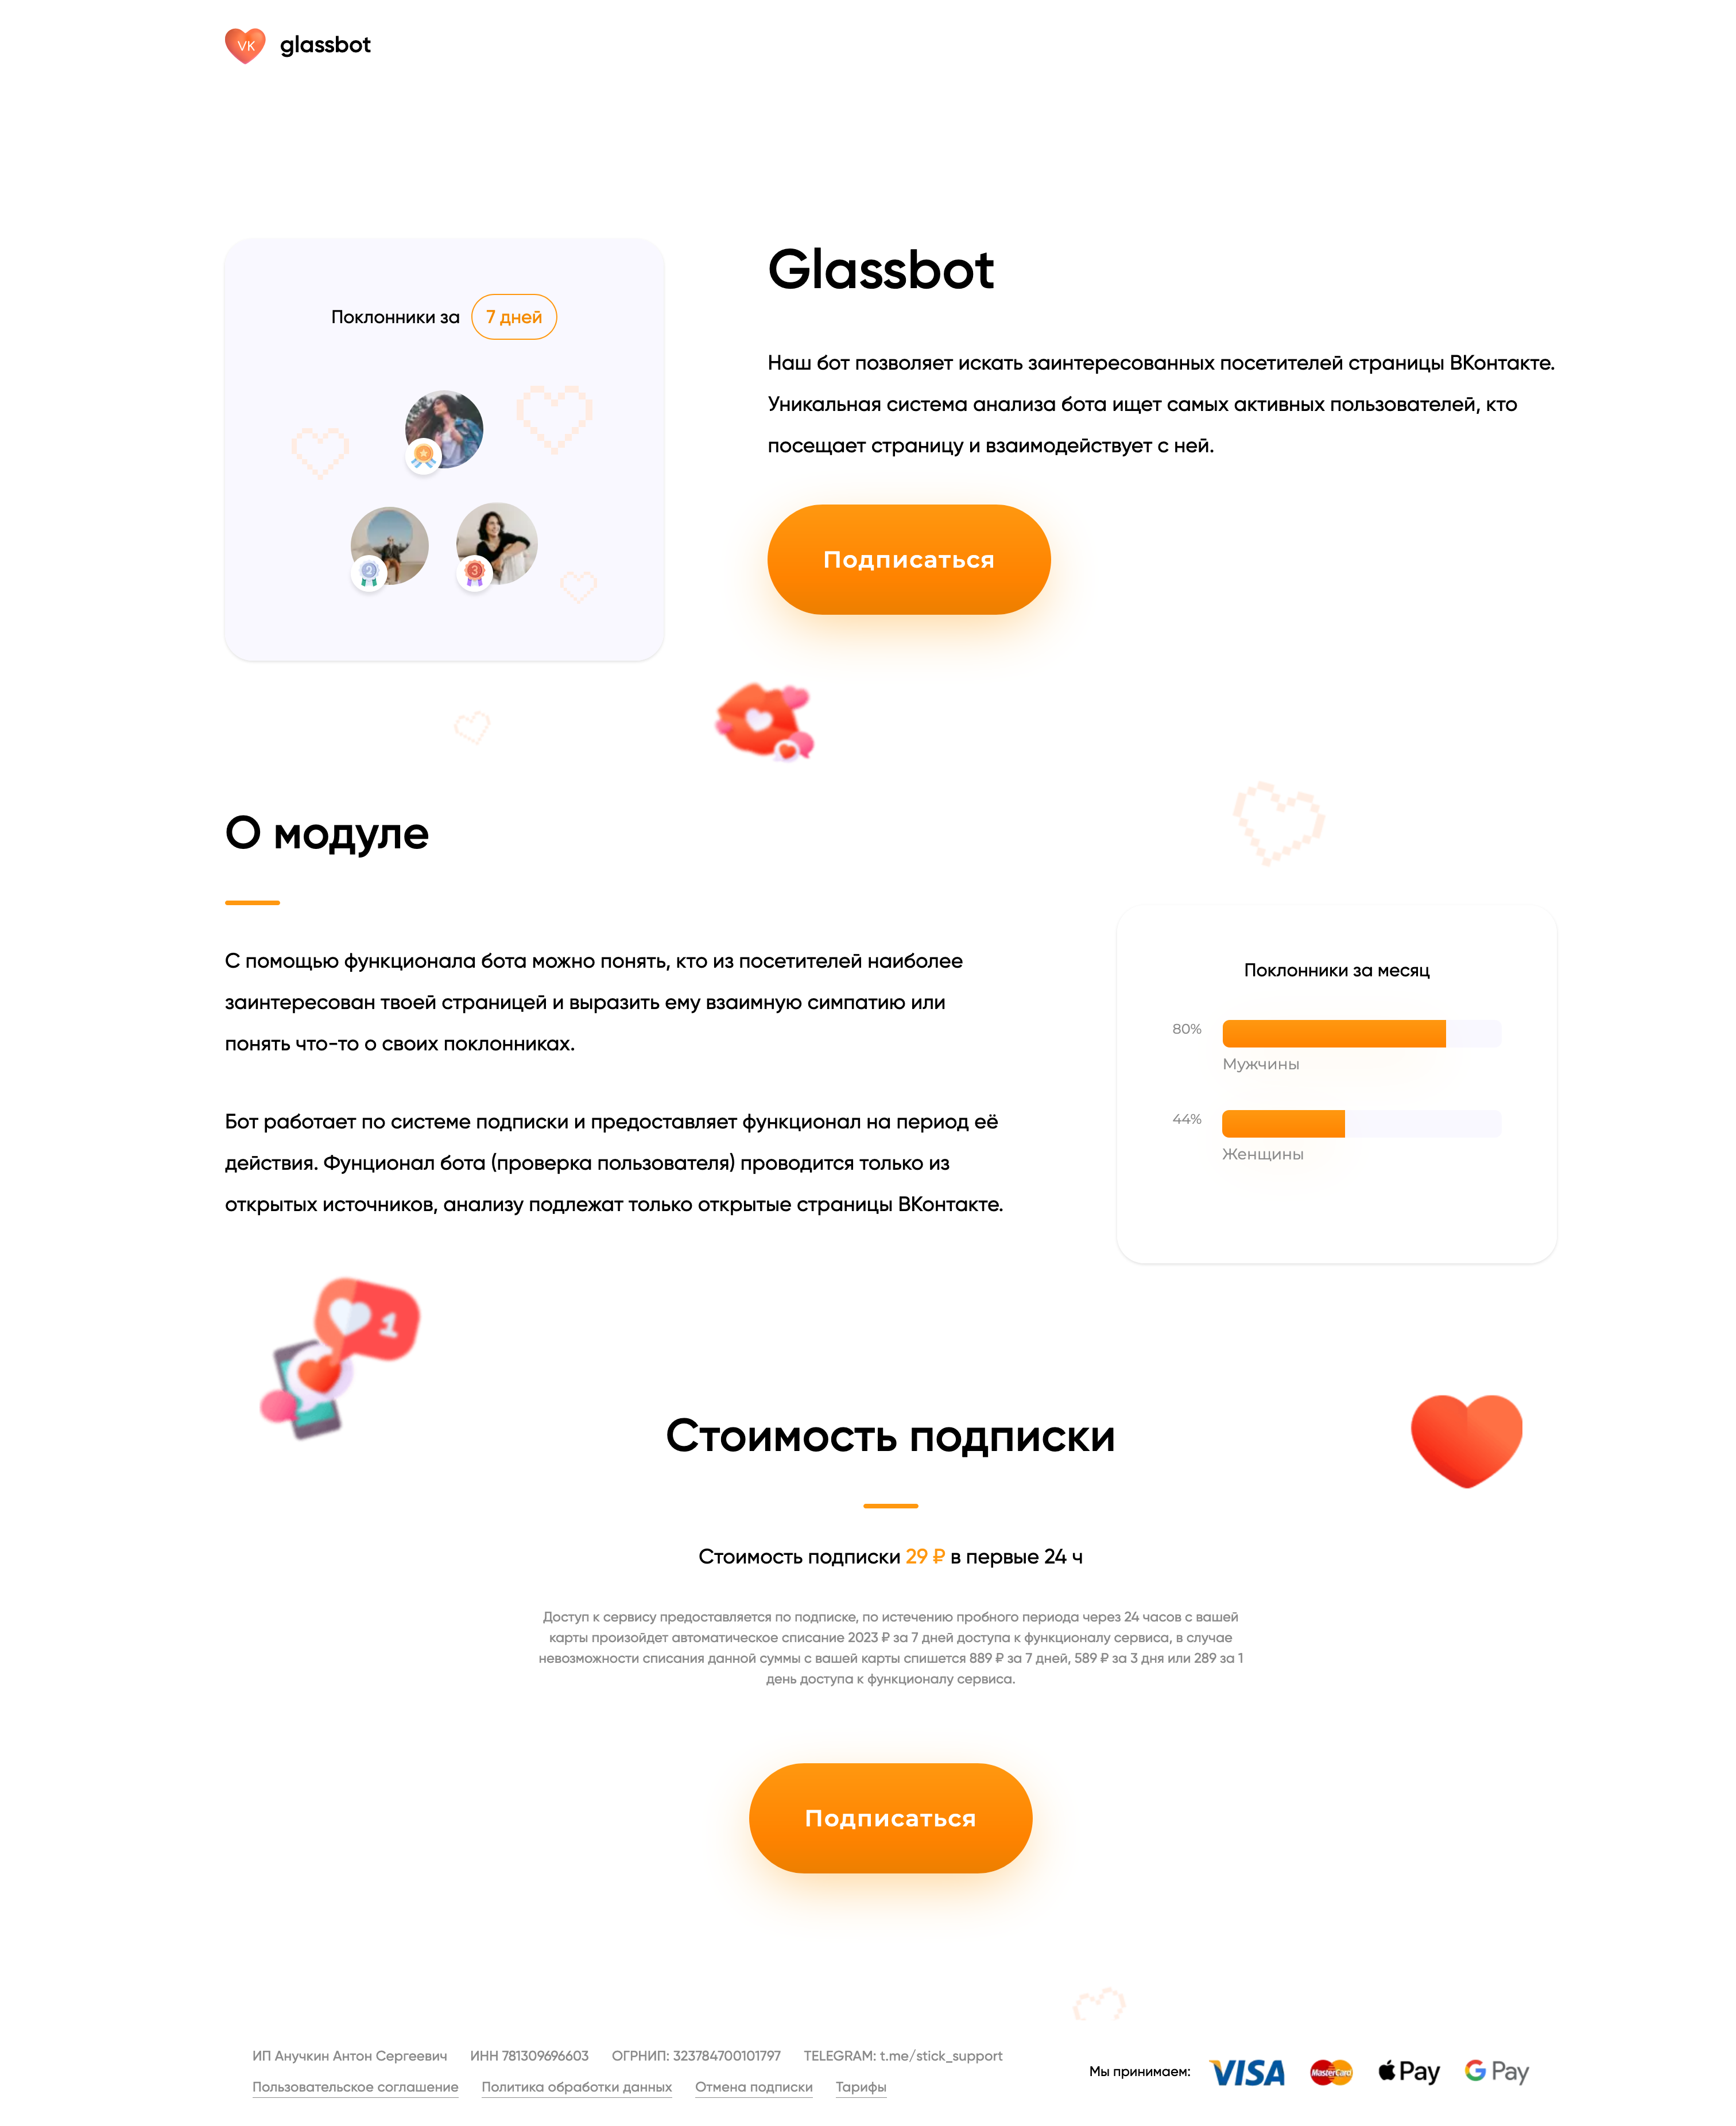 VK
glassbot
Поклонники за 7 дней
2
3
Glassbot
Наш бот позволяет искать заинтересованных посетителей страницы ВКонтакте.
Уникальная система анализа бота ищет самых активных пользователей, кто
посещает страницу и взаимодействует с ней.
Подписаться
О модуле
С помощью функционала бота можно понять, кто из посетителей наиболее
заинтересован твоей страницей и выразить ему взаимную симпатию или
понять что-то о своих поклонниках.
Бот работает по системе подписки и предоставляет функционал на период её
действия. Фунционал бота (проверка пользователя) проводится только из
открытых источников, анализу подлежат только открытые страницы ВКонтакте.
Поклонники за месяц
80%
Мужчины
44%
Женщины
1
Стоимость подписки
Стоимость подписки 29 ₽ в первые 24 ч
Доступ к сервису предоставляется по подписке, по истечению пробного периода через 24 часов с вашей
карты произойдет автоматическое списание 2023 ₽ за 7 дней доступа к функционалу сервиса, в случае
невозможности списания данной суммы с вашей карты спишется 889 ₽ за 7 дней, 589 ₽ за 3 дня или 289 за 1
день доступа к функционалу сервиса.
Подписаться
ИП Анучкин Антон Сергеевич ИНН 781309696603 ОГРНИП: 323784700101797 TELEGRAM: t.me/stick_support
Пользовательское соглашение Политика обработки данных Отмена подписки Тарифы
Мы принимаем: VISA MasterCard Pay G Pay